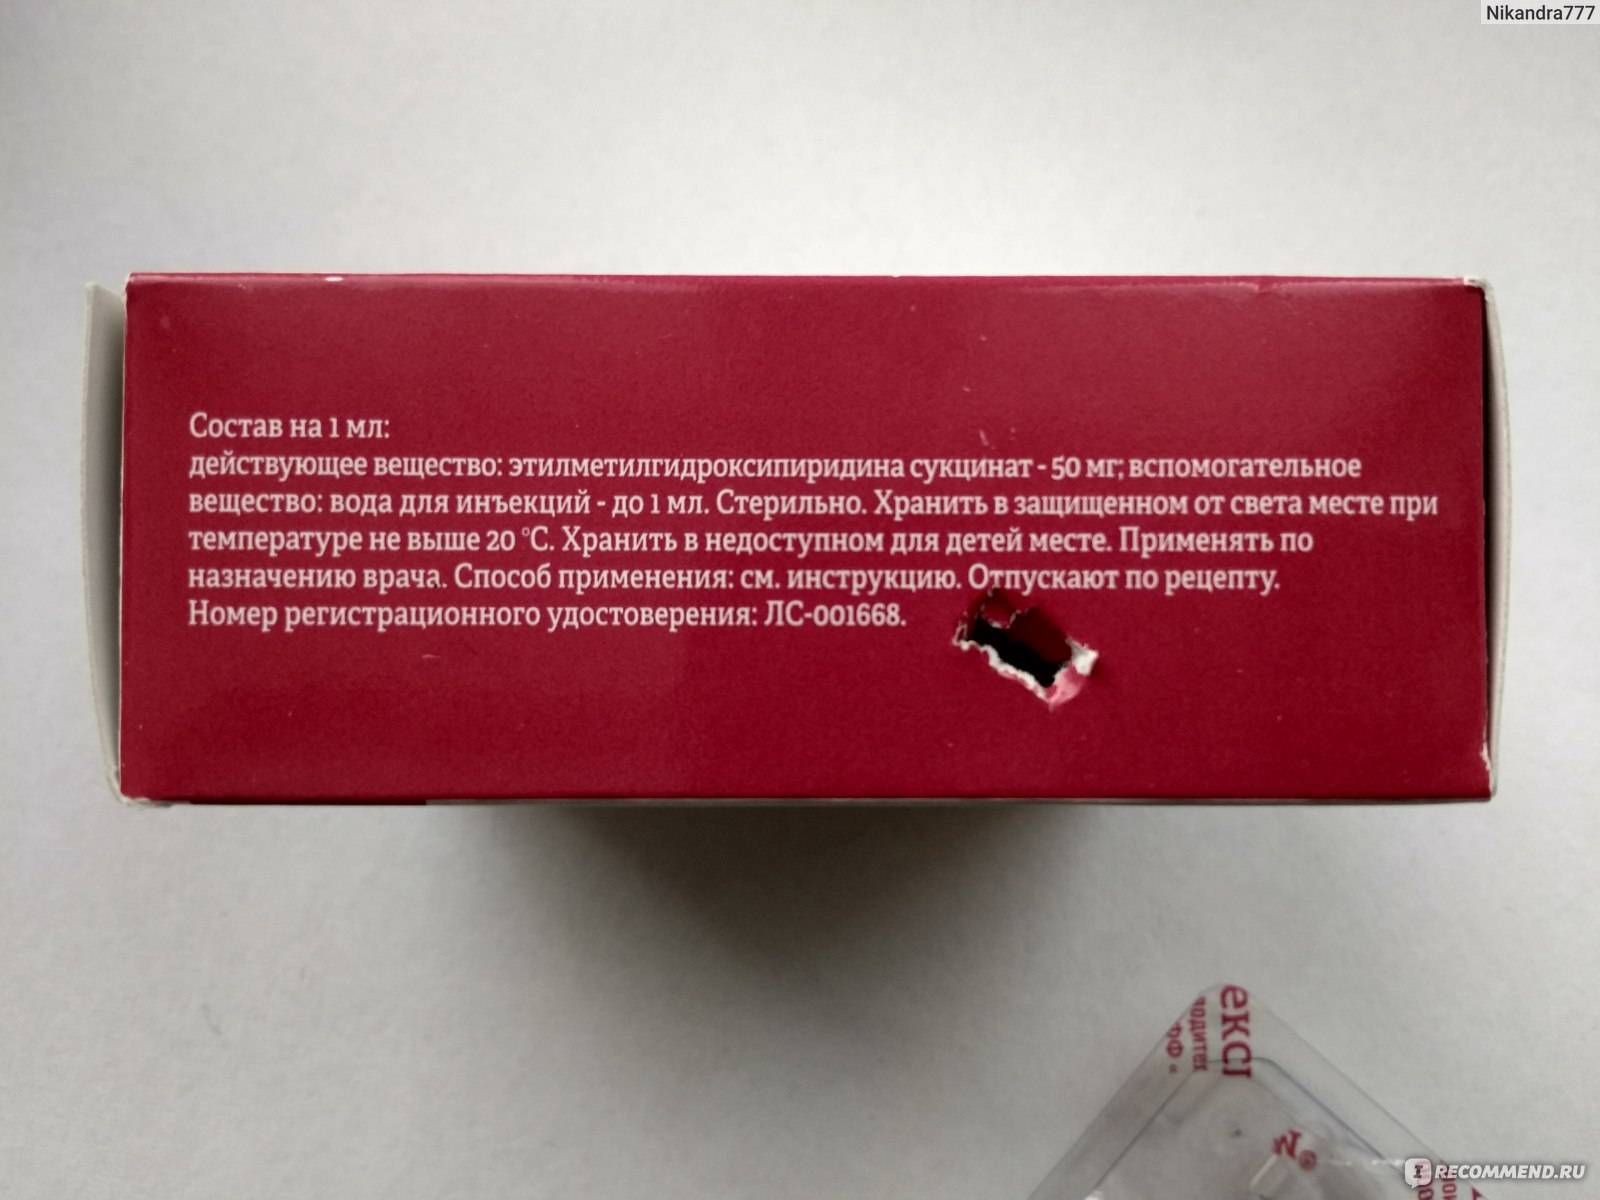 Nikandra777
Состав на 1 мл:
действующее вещество: этилметилгидроксипиридина сукцинат - 50 мг; вспомогательное
вещество: вода для инъекций - до 1 мл. Стерильно. Хранить в защищенном от света месте при
температуре не выше 20 °С. Хранить в недоступном для детей месте. Применять по
назначению врача. Способ применения: см. инструкцию. Отпускают по рецепту.
Номер регистрационного удостоверения: ЛС-001668.
RECOMMEND.RU